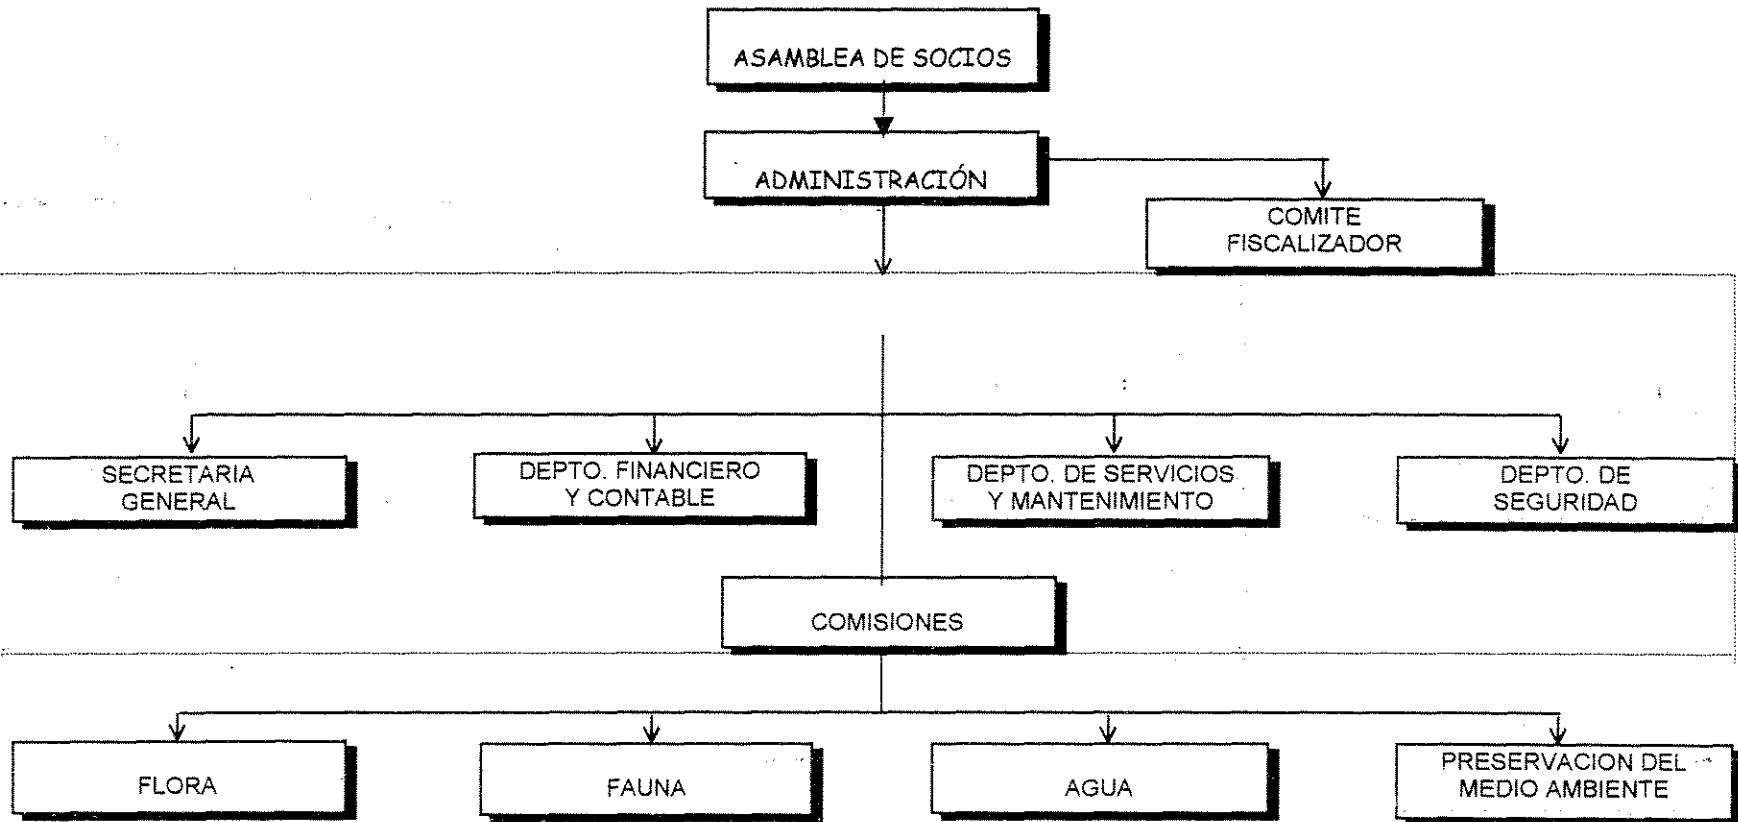 ASAMBLEA DE SOCIOS
ADMINISTRACIÓN
COMITE
FISCALIZADOR
SECRETARIA
GENERAL
DEPTO. FINANCIERO
Y CONTABLE
DEPTO. DE SERVICIOS
Y MANTENIMIENTO
DEPTO. DE
SEGURIDAD
COMISIONES
FLORA
FAUNA
AGUA
PRESERVACION DEL
MEDIO AMBIENTE